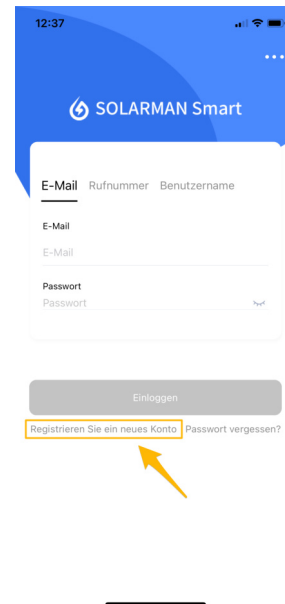 12:37
SOLARMAN Smart
E-Mail Rufnummer Benutzername
E-Mail
E-Mail
Passwort
Passwort
Einloggen
Registrieren Sie ein neues Konto Passwort vergessen?